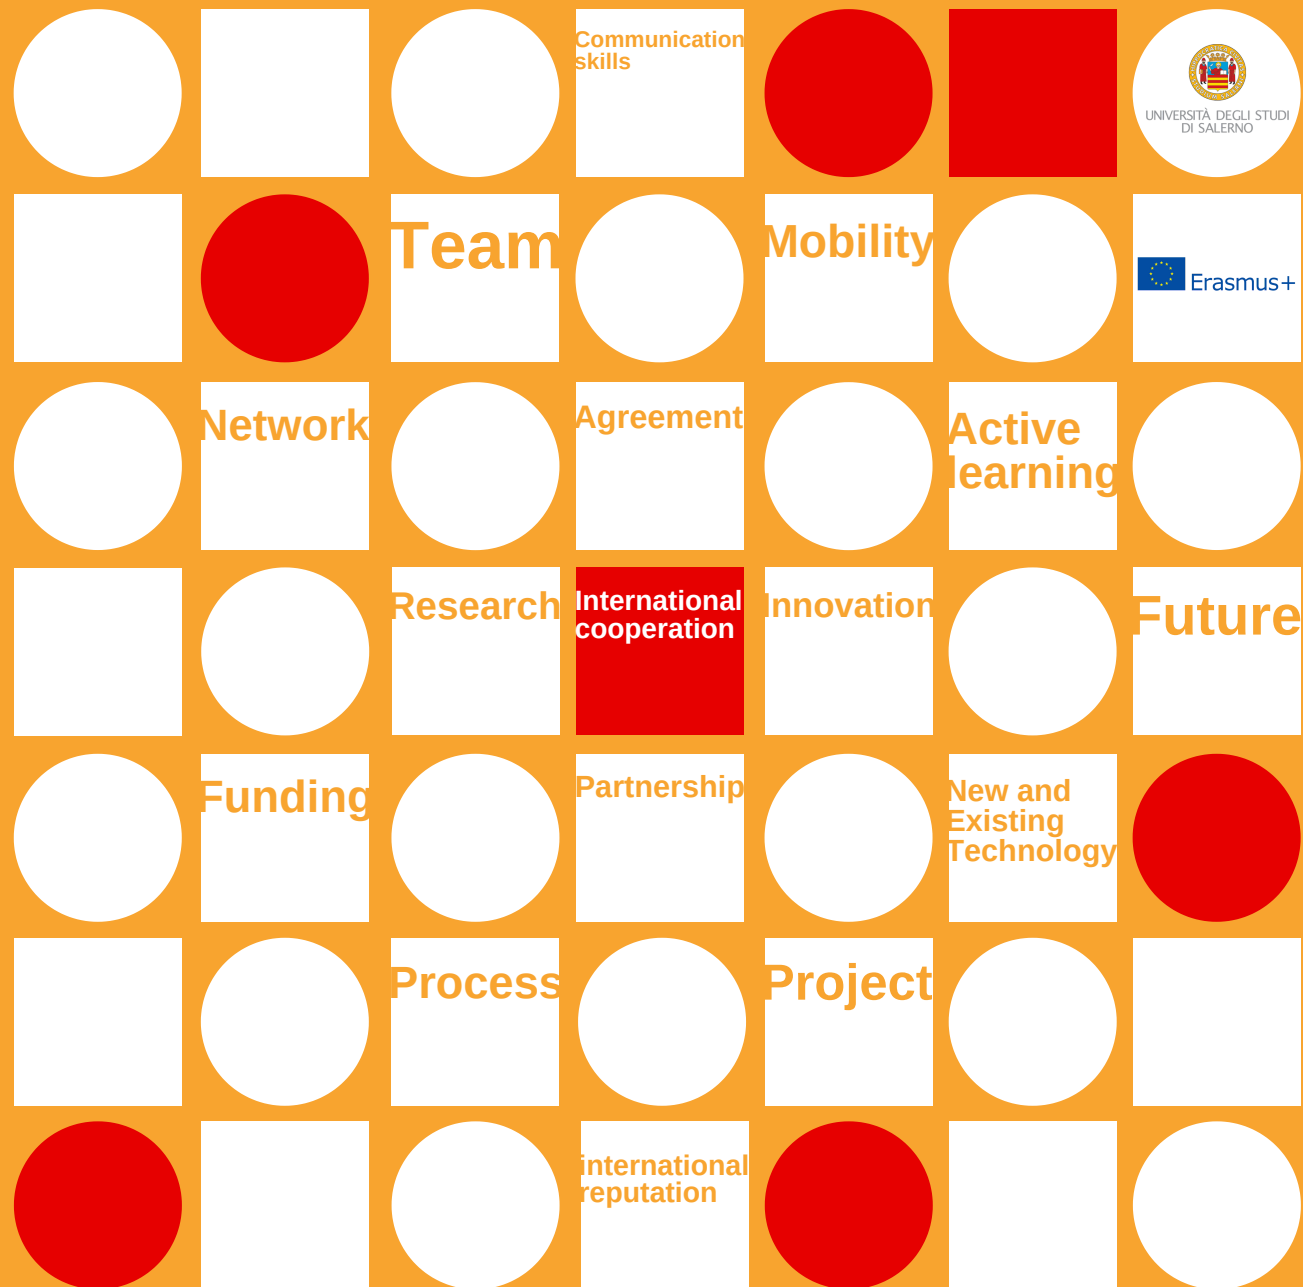 Communication
skills
UNIVERSITÀ DEGLI STUDI
DI SALERNO
Team
Mobility
Erasmus+
Network
Agreement
Active
learning
Research
International
cooperation
Innovation
Future
Funding
Partnership
New and
Existing
Technology
Process
Project
international
reputation